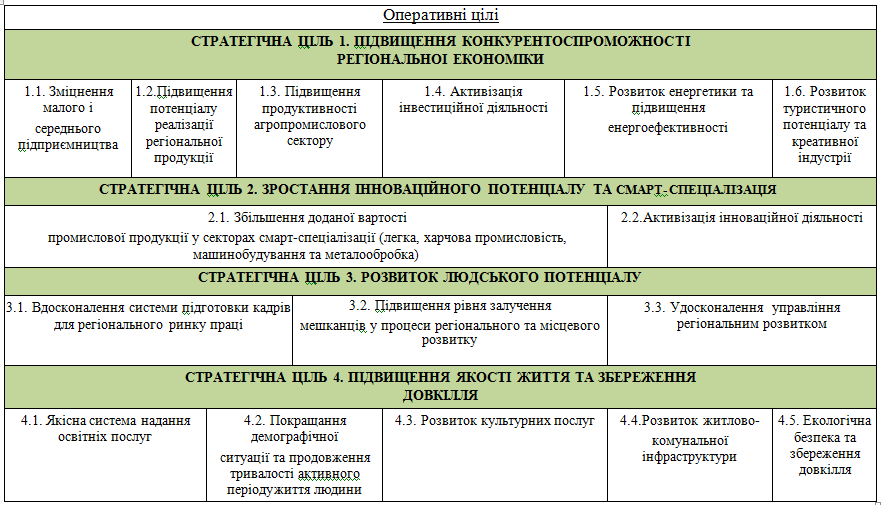 Оперативні цілі
СТРАТЕГІЧНА ЦІЛЬ 1. ПІДВИЩЕННЯ КОНКУРЕНТОСПРОМОЖНОСТІ
РЕГІОНАЛЬНОЇ ЕКОНОМІКИ
1.1. Зміцнення
малого і
середнього
підприємництва
1.2.Підвищення
потенціалу
реалізації
регіональної
продукції
1.3. Підвищення
продуктивності
агропромислового
сектору
1.4. Активізація
інвестиційної діяльності
1.5. Розвиток енергетики та
підвищення
енергоефективності
1.6. Розвиток
туристичного
потенціалу та
креативної
індустрії
СТРАТЕГІЧНА ЦІЛЬ 2. ЗРОСТАННЯ ІННОВАЦІЙНОГО ПОТЕНЦІАЛУ ТА СМАРТ-СПЕЦІАЛІЗАЦІЯ
2.1. Збільшення доданої вартості
промислової продукції у секторах смарт-спеціалізації (легка, харчова промисловість,
машинобудування та металообробка)
2.2.Активізація інноваційної діяльності
СТРАТЕГІЧНА ЦІЛЬ 3. РОЗВИТОК ЛЮДСЬКОГО ПОТЕНЦІАЛУ
3.1. Вдосконалення системи підготовки кадрів
для регіонального ринку праці
3.2. Підвищення рівня залучення
мешканців у процеси регіонального та місцевого
розвитку
3.3. Удосконалення управління
регіональним розвитком
СТРАТЕГІЧНА ЦІЛЬ 4. ПІДВИЩЕННЯ ЯКОСТІ ЖИТТЯ ТА ЗБЕРЕЖЕННЯ
ДОВКІЛЛЯ
4.1. Якісна система надання
освітніх послуг
4.2. Покращання
демографічної
ситуації та продовження
тривалості активного
періодужиття людини
4.3. Розвиток культурних послуг
4.4.Розвиток житлово-
комунальної
інфраструктури
4.5. Екологічна
безпека та
збереження
довкілля